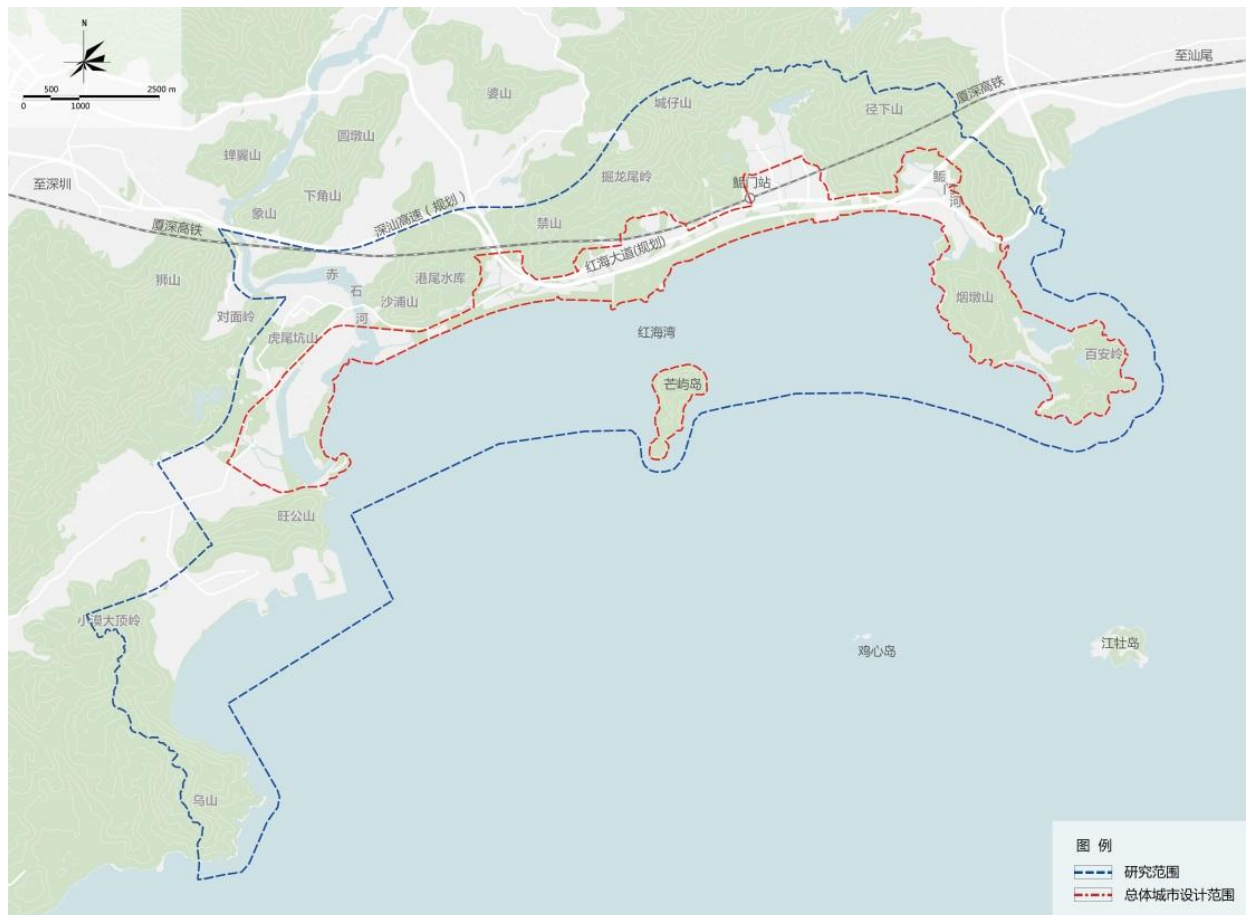 N
0 500 1000 2500 m
至汕尾
厦深高铁
婆山
城仔山
径下山
圆墩山
蝉翼山
至深圳
下角山
掘龙尾岭
鮜门站
鮜门河
象山
深汕高速（规划）
厦深高铁
禁山
红海大道(规划)
狮山
赤石河
港尾水库
沙浦山
烟墩山
对面岭
虎尾坑山
红海湾
百安岭
芒屿岛
旺公山
小漠大顶岭
鸡心岛
江牡岛
乌山
图 例
研究范围
总体城市设计范围